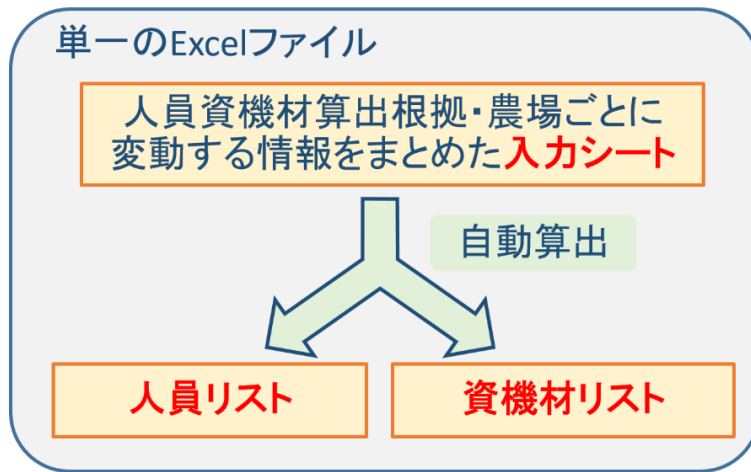 単一のExcelファイル
人員資機材算出根拠・農場ごとに
変動する情報をまとめた入力シート
自動算出
人員リスト
資機材リスト